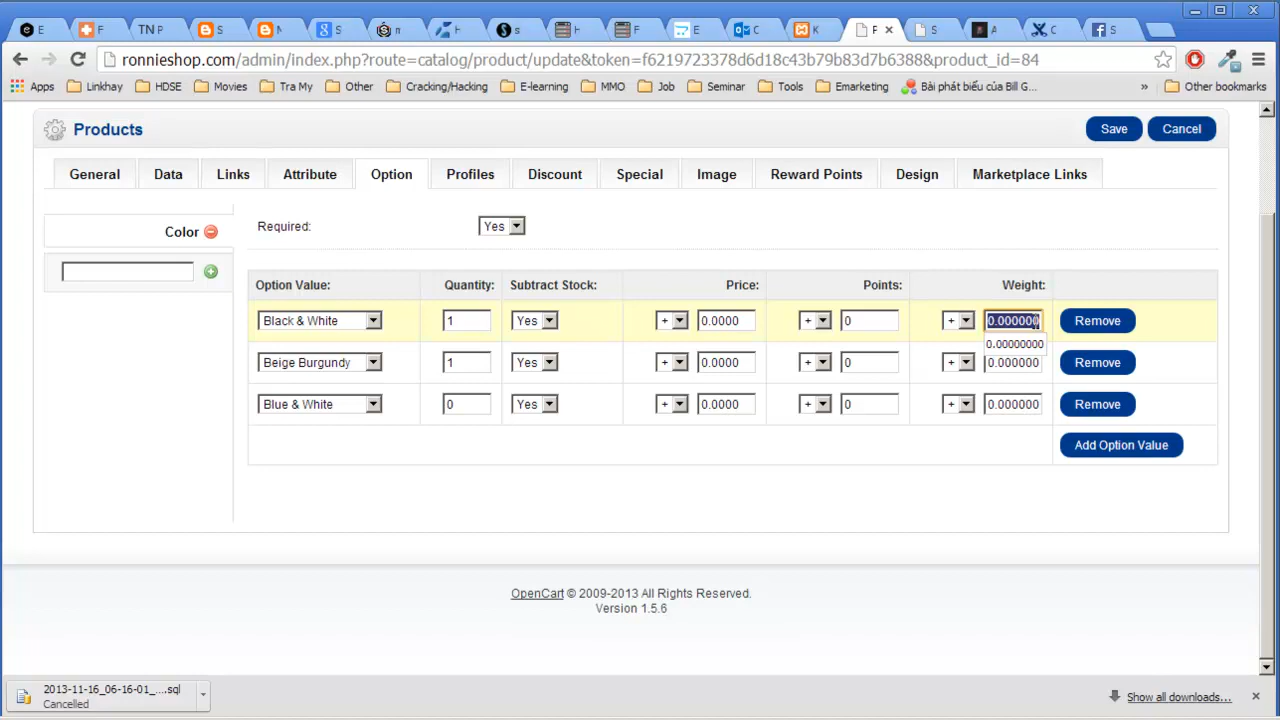 E F TN P S M S n H s H F E C K F S A C S
ronnieshop.com/admin/index.php?route=catalog/product/update&token=f6219723378d6d18c43b79b83d7b6388&product_id=84
Apps Linkhay HDSE Movies Tra My Other Cracking/Hacking E-learning MMO Job Seminar Tools Emarketing Bài phát biểu của Bill G... » Other bookmarks
Products Save Cancel
General Data Links Attribute Option Profiles Discount Special Image Reward Points Design Marketplace Links
Color
Required: Yes
Option Value: Quantity: Subtract Stock: Price: Points: Weight:
Black & White 1 Yes + 0.0000 + 0 + 0.000000 Remove
0.00000000
Beige Burgundy 1 Yes + 0.0000 + 0 + 0.000000 Remove
Blue & White 0 Yes + 0.0000 + 0 + 0.000000 Remove
Add Option Value
OpenCart © 2009-2013 All Rights Reserved.
Version 1.5.6
2013-11-16_06-16-01_....sql
Cancelled
Show all downloads...